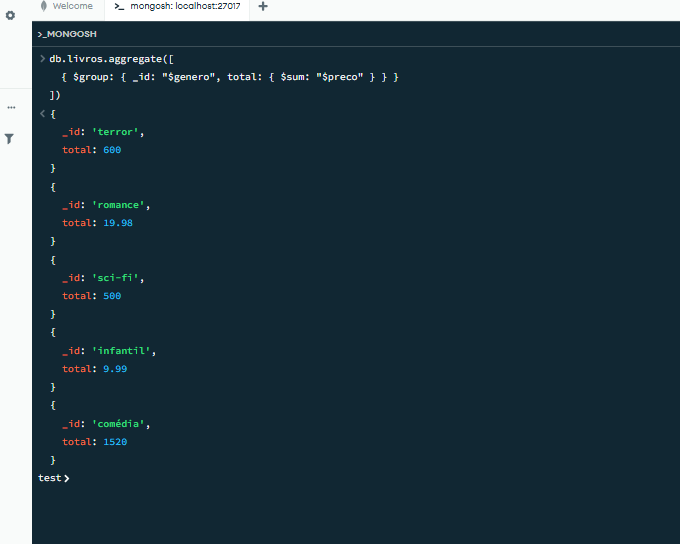 Welcome
>_ mongosh: localhost:27017
+
>_MONGOSH
> db.livros.aggregate([
{ $group: { _id: "$genero", total: { $sum: "$preco" } } }
])
< {
_id: 'terror',
total: 600
}
{
_id: 'romance',
total: 19.98
}
{
_id: 'sci-fi',
total: 500
}
{
_id: 'infantil',
total: 9.99
}
{
_id: 'comédia',
total: 1520
}
test>